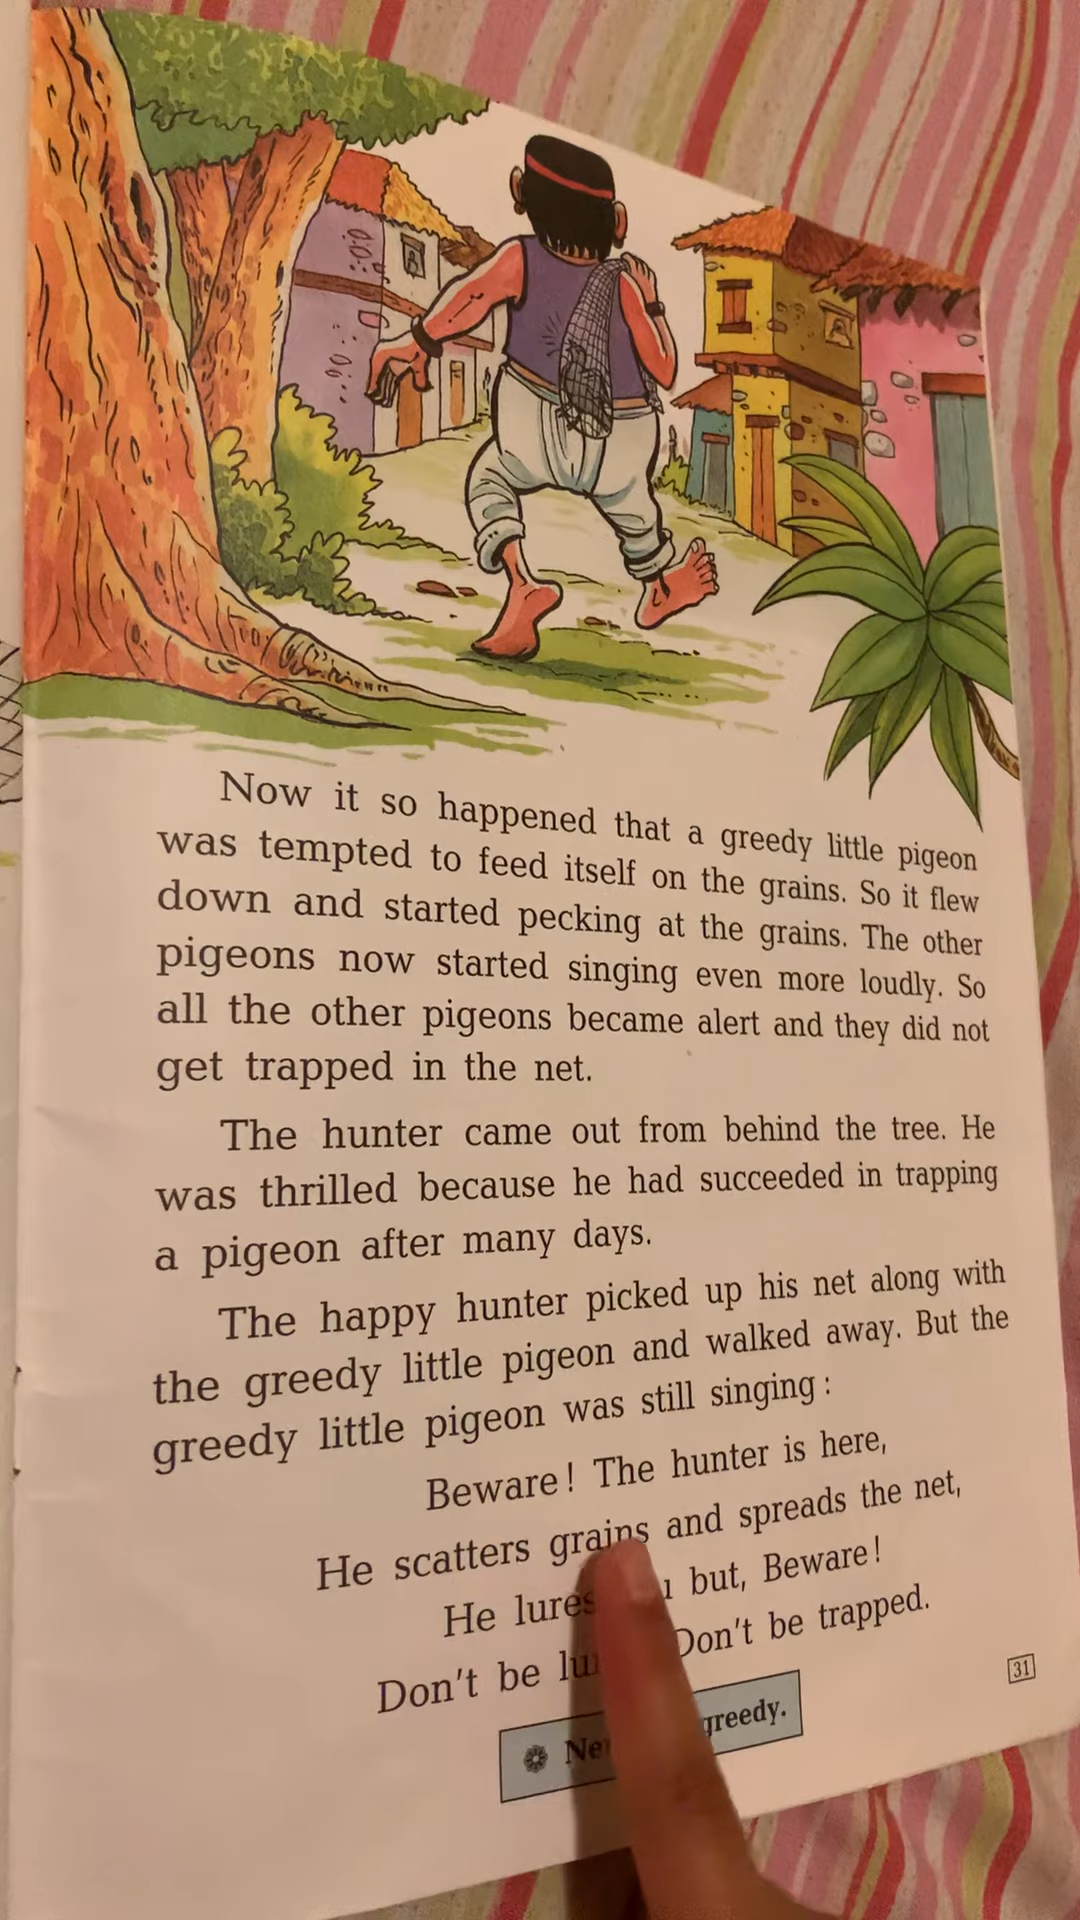 Now it so happened that a greedy little pigeon
was tempted to feed itself on the grains. So it flew
down and started pecking at the grains. The other
pigeons now started singing even more loudly. So
all the other pigeons became alert and they did not
get trapped in the net.
The hunter came out from behind the tree. He
was thrilled because he had succeeded in trapping
a pigeon after many days.
The happy hunter picked up his net along with
the greedy little pigeon and walked away. But the
greedy little pigeon was still singing :
Beware! The hunter is here,
He scatters grains and spreads the net,
He lures but, Beware!
Don't be Don't be trapped.
greedy.
31